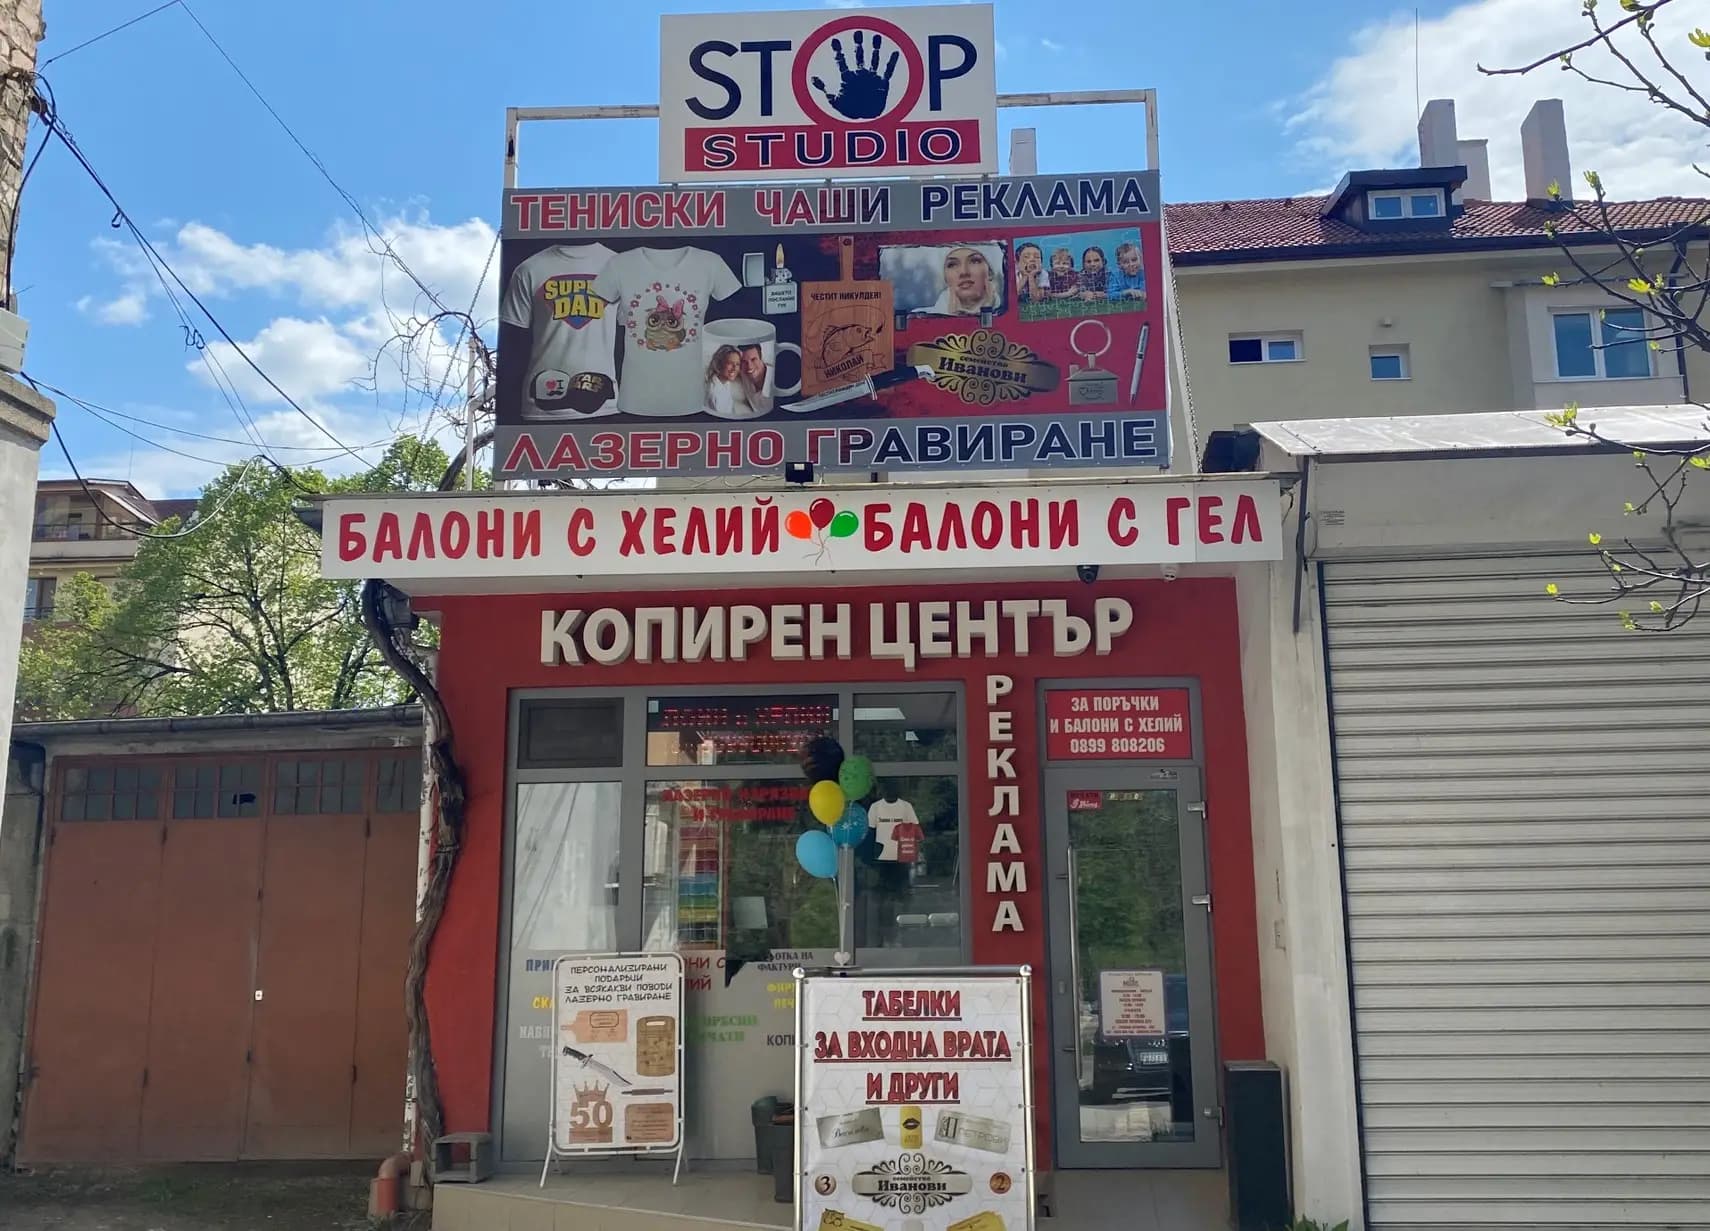 STOP
STUDIO
ТЕНИСКИ ЧАШИ РЕКЛАМА
SUPER DAD
ЧЕСТИТ НИКУЛДЕН!
НИКОЛАЙ
семейство
Иванови
ЛАЗЕРНО ГРАВИРАНЕ
БАЛОНИ С ХЕЛИЙ БАЛОНИ С ГЕЛ
КОПИРЕН ЦЕНТЪР
РЕКЛАМА
ЗА ПОРЪЧКИ
И БАЛОНИ С ХЕЛИЙ
0899 808206
ПЕРСОНАЛИЗИРАНИ
ПОДАРЪЦИ
ЗА ВСЯКАКВИ ПОВОДИ
ЛАЗЕРНО ГРАВИРАНЕ
50
ТАБЕЛКИ
ЗА ВХОДНА ВРАТА
И ДРУГИ
ПЕТРОВИ
3
семейство
Иванови
2